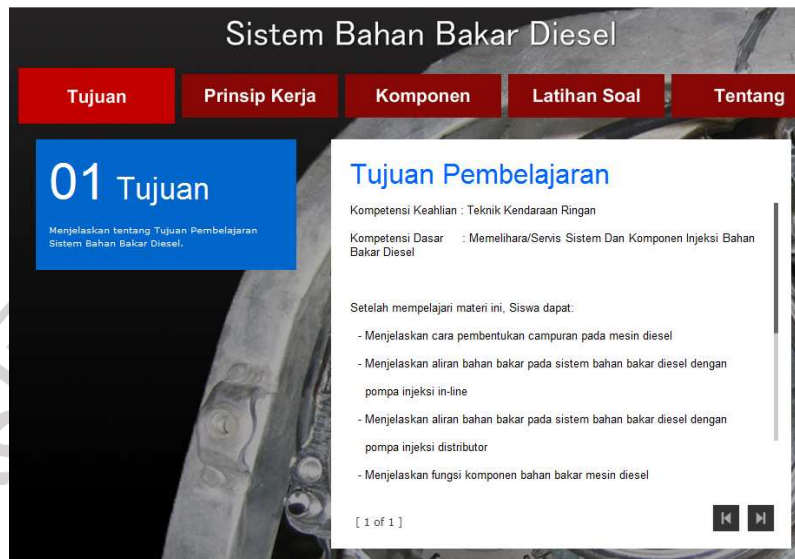 Sistem Bahan Bakar Diesel
Tujuan
Prinsip Kerja
Komponen
Latihan Soal
Tentang
01 Tujuan
Menjelaskan tentang Tujuan Pembelajaran
Sistem Bahan Bakar Diesel.
Tujuan Pembelajaran
Kompetensi Keahlian : Teknik Kendaraan Ringan
Kompetensi Dasar : Memelihara/Servis Sistem Dan Komponen Injeksi Bahan
Bakar Diesel
Setelah mempelajari materi ini, Siswa dapat:
- Menjelaskan cara pembentukan campuran pada mesin diesel
- Menjelaskan aliran bahan bakar pada sistem bahan bakar diesel dengan
pompa injeksi in-line
- Menjelaskan aliran bahan bakar pada sistem bahan bakar diesel dengan
pompa injeksi distributor
- Menjelaskan fungsi komponen bahan bakar mesin diesel
[ 1 of 1 ]